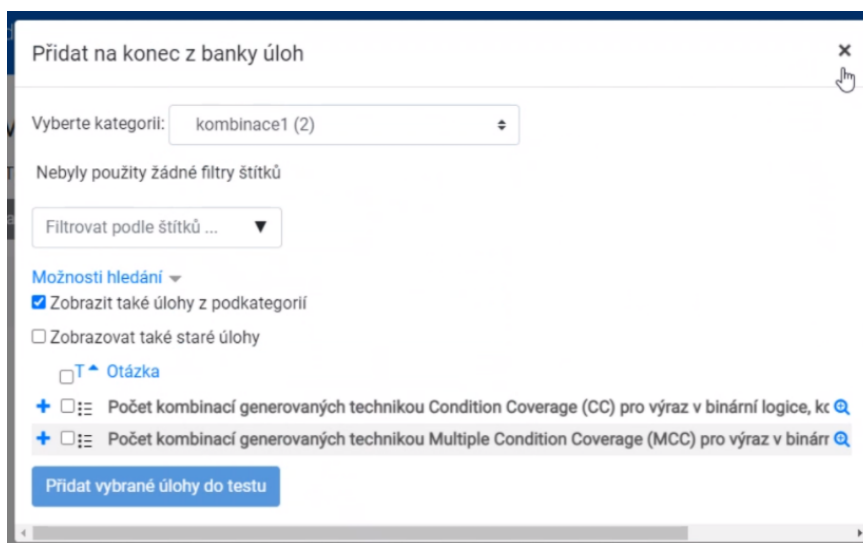 Přidat na konec z banky úloh
Vyberte kategorii: kombinace1 (2)
Nebyly použity žádné filtry štítků
Filtrovat podle štítků ... ▼
Možnosti hledání
Zobrazit také úlohy z podkategorií
Zobrazovat také staré úlohy
T Otázka
Počet kombinací generovaných technikou Condition Coverage (CC) pro výraz v binární logice,
Počet kombinací generovaných technikou Multiple Condition Coverage (MCC) pro výraz v
Přidat vybrané úlohy do testu